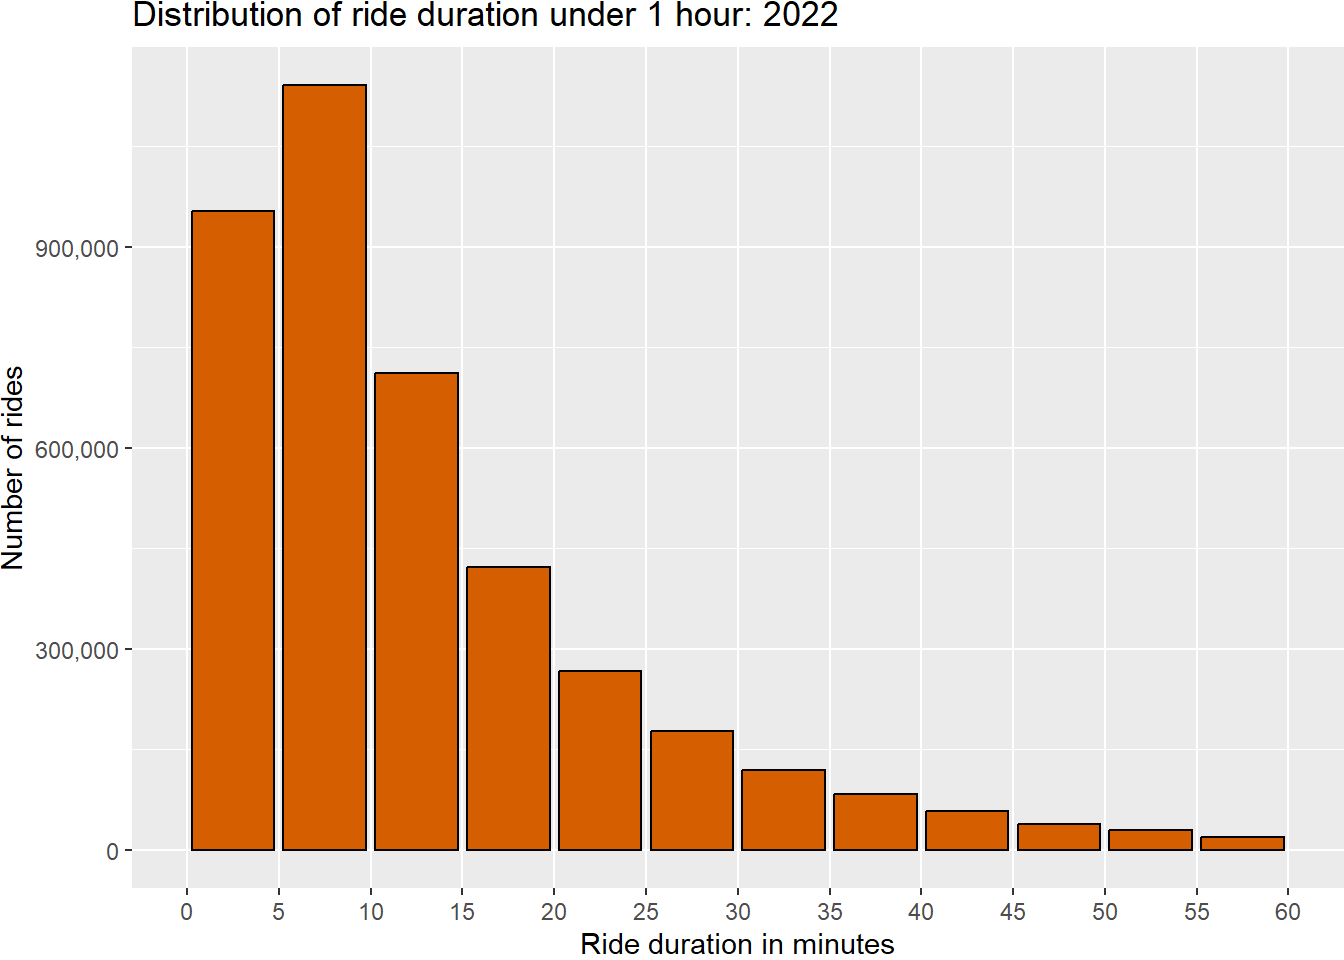 Distribution of ride duration under 1 hour: 2022
Number of rides
900,000
600,000
300,000
0
0 5 10 15 20 25 30 35 40 45 50 55 60
Ride duration in minutes